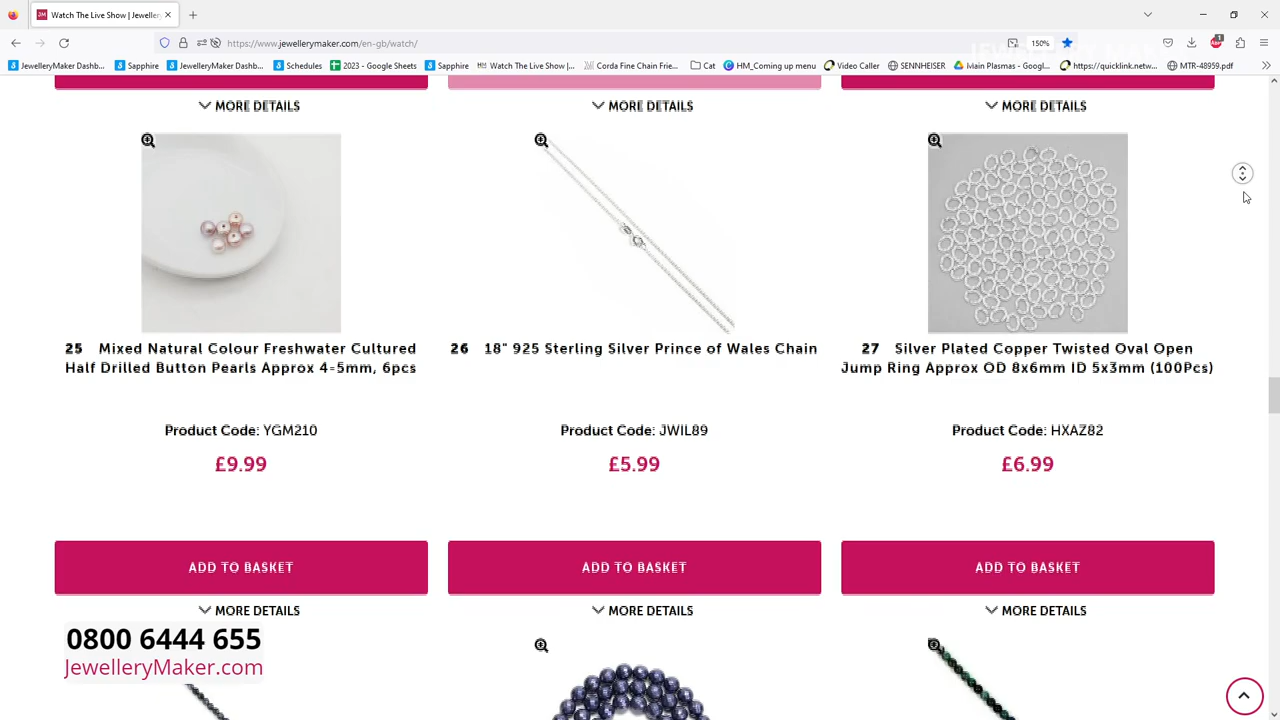 Watch The Live Show | Jeweller
https://www.jewellerymaker.com/en-gb/watch/
150%
1
JewelleryMaker Dashb...
Sapphire
JewelleryMaker Dashb...
Schedules
2023 - Google Sheets
Sapphire
Watch The Live Show |...
Corda Fine Chain Frie...
Cat
HM_Coming up menu
Video Caller
SENNHEISER
Main Plasmas - Googl...
https://quicklink.netw...
MTR-48959.pdf
MORE DETAILS
MORE DETAILS
MORE DETAILS
25 Mixed Natural Colour Freshwater Cultured
Half Drilled Button Pearls Approx 4-5mm, 6pcs
26 18" 925 Sterling Silver Prince of Wales Chain
27 Silver Plated Copper Twisted Oval Open
Jump Ring Approx OD 8x6mm ID 5x3mm (100Pcs)
Product Code: YGM210
Product Code: JWIL89
Product Code: HXAZ82
£9.99
£5.99
£6.99
ADD TO BASKET
ADD TO BASKET
ADD TO BASKET
MORE DETAILS
MORE DETAILS
MORE DETAILS
0800 6444 655
JewelleryMaker.com